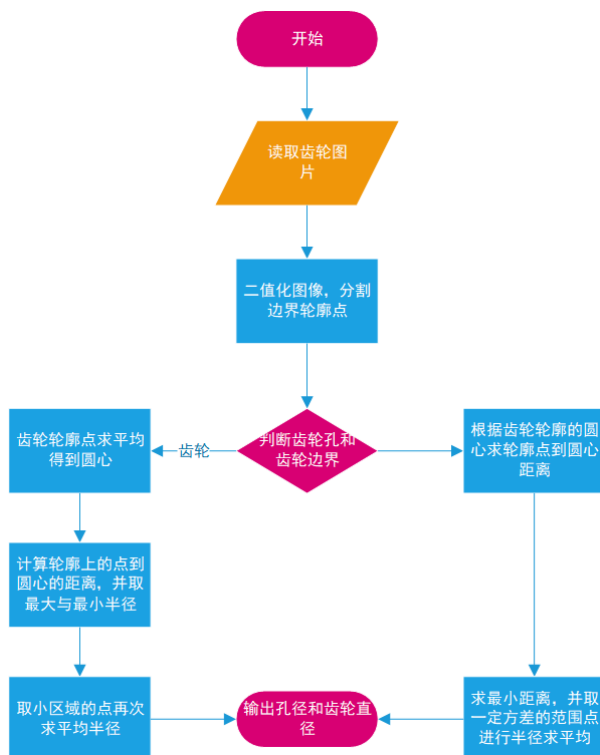 开始
读取齿轮图
片
二值化图像，分割
边界轮廓点
判断齿轮孔和
齿轮边界
齿轮
齿轮轮廓点求平均
得到圆心
计算轮廓上的点到
圆心的距离，并取
最大与最小半径
取小区域的点再次
求平均半径
根据齿轮轮廓的圆
心求轮廓点到圆心
距离
求最小距离，并取
一定方差的范围点
进行半径求平均
输出孔径和齿轮直
径